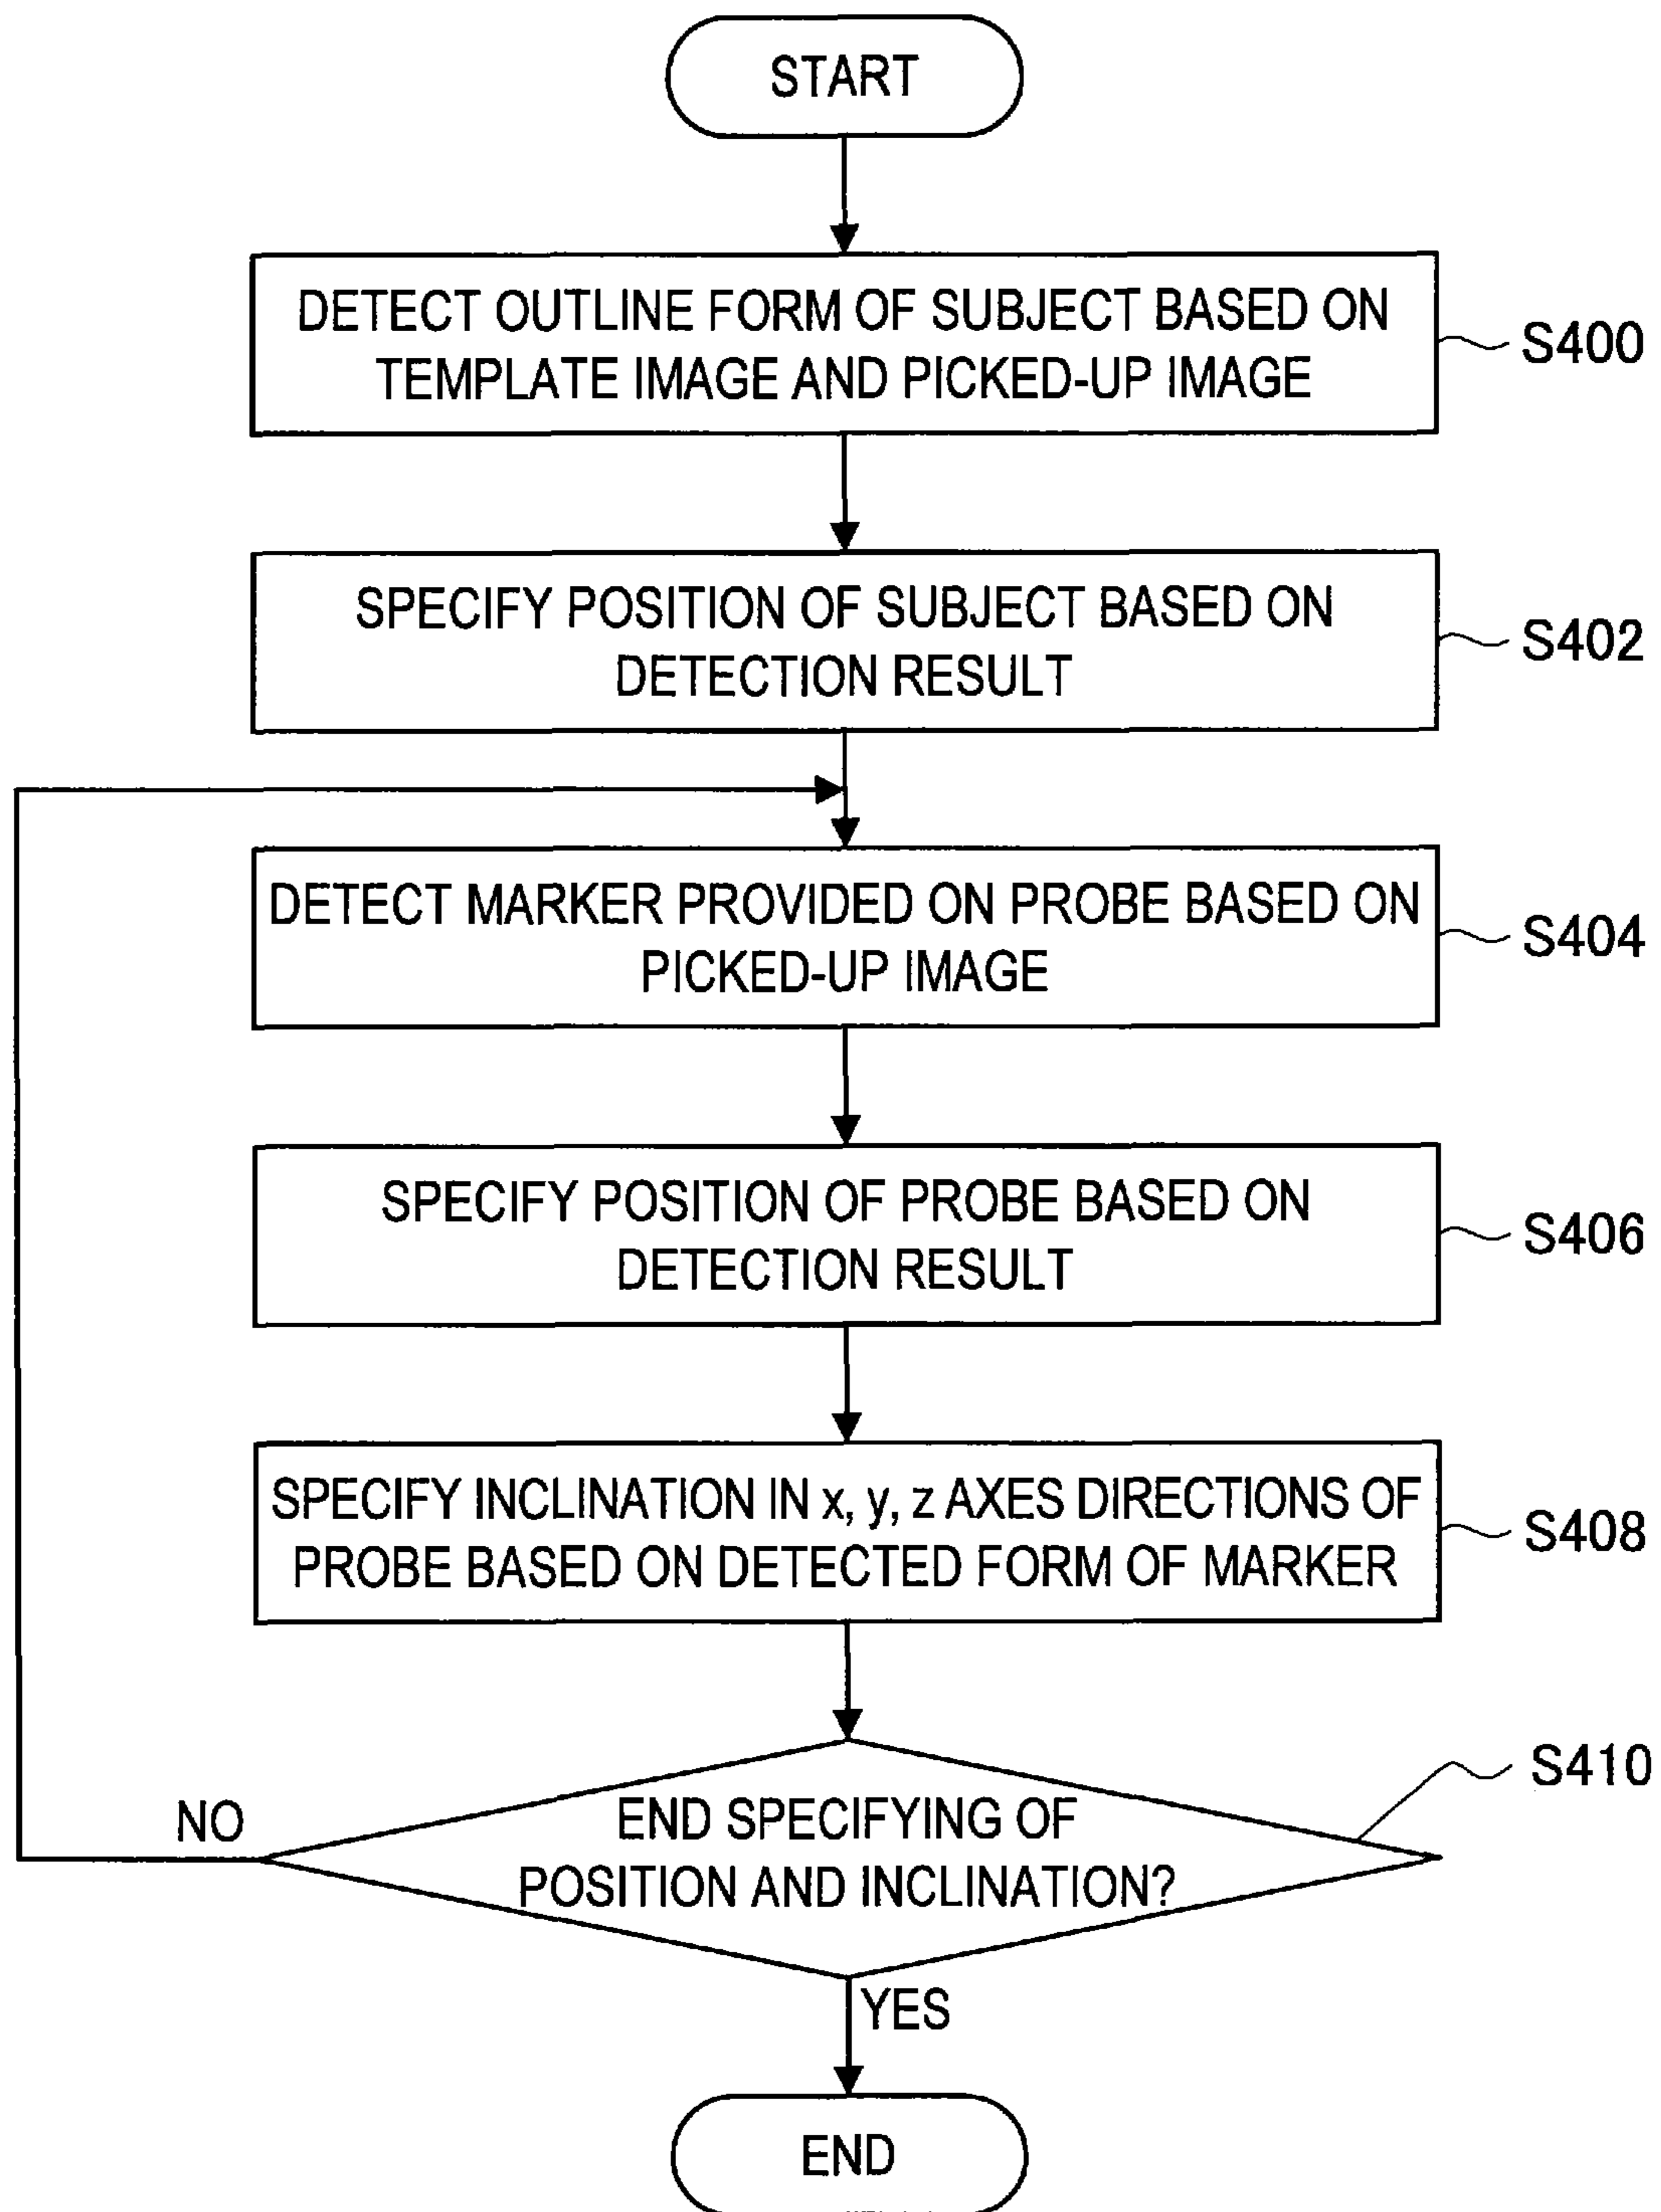 START
DETECT OUTLINE FORM OF SUBJECT BASED ON
TEMPLATE IMAGE AND PICKED-UP IMAGE
S400
SPECIFY POSITION OF SUBJECT BASED ON
DETECTION RESULT
S402
DETECT MARKER PROVIDED ON PROBE BASED ON
PICKED-UP IMAGE
S404
SPECIFY POSITION OF PROBE BASED ON
DETECTION RESULT
S406
SPECIFY INCLINATION IN x, y, z AXES DIRECTIONS OF
PROBE BASED ON DETECTED FORM OF MARKER
S408
S410
NO
END SPECIFYING OF
POSITION AND INCLINATION?
YES
END